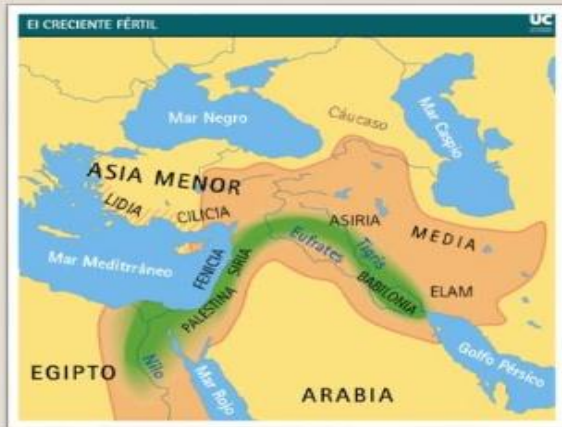 El CRECIENTE FÉRTIL
UC
Mar Negro
Cáucaso
Mar Caspio
ASIA MENOR
LIDIA
CILICIA
ASIRIA
MEDIA
Mar Meditrráneo
FENICIA
SIRIA
Eufrates
Tigris
PALESTINA
BABILONIA
ELAM
EGIPTO
Nilo
Mar Rojo
ARABIA
Golfo Pérsico